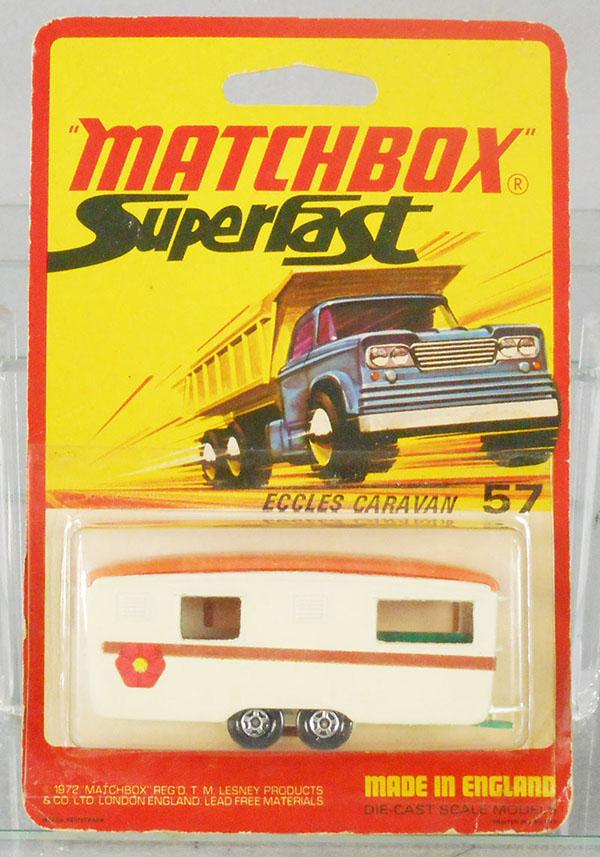 "MATCHBOX"®
Superfast
ECCLES CARAVAN 57
1972 "MATCHBOX" REG'D. T. M. LESNEY PRODUCTS
& CO. LTD. LONDON ENGLAND. LEAD FREE MATERIALS
MADE IN ENGLAND
DIE-CAST SCALE MODELS